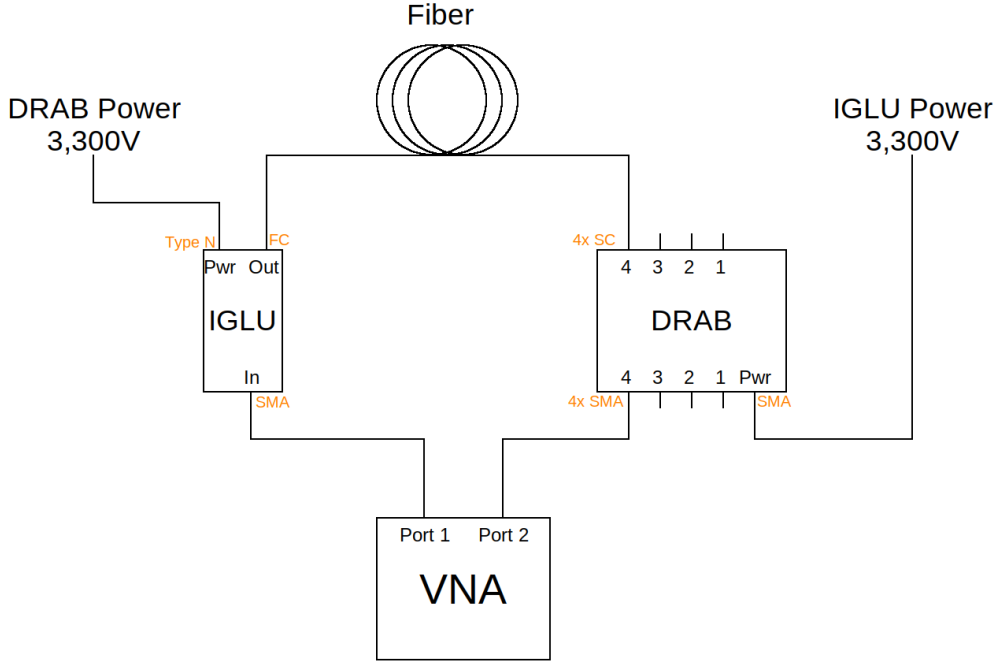 Fiber
DRAB Power
3,300V
IGLU Power
3,300V
Type N
FC
4x SC
Pwr Out
4 3 2 1
IGLU
DRAB
In
4 3 2 1 Pwr
SMA
4x SMA
SMA
Port 1 Port 2
VNA